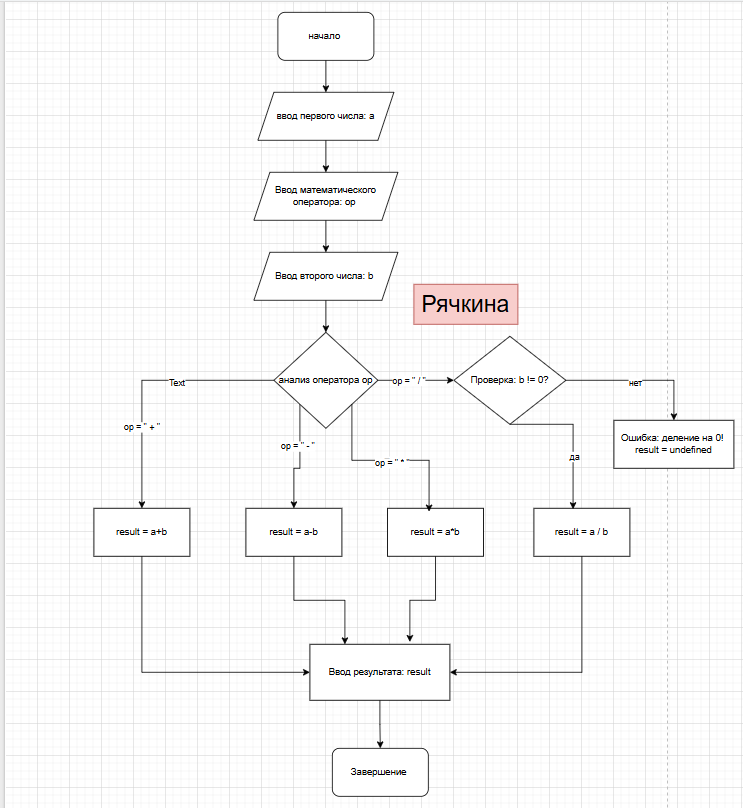 начало
ввод первого числа: a
Ввод математического
оператора: op
Ввод второго числа: b
Рячкина
анализ оператора op
op = " / "
Проверка: b != 0?
нет
Text
op = " + "
op = " - "
op = " * "
да
Ошибка: деление на 0!
result = undefined
result = a+b
result = a-b
result = a*b
result = a / b
Ввод результата: result
Завершение